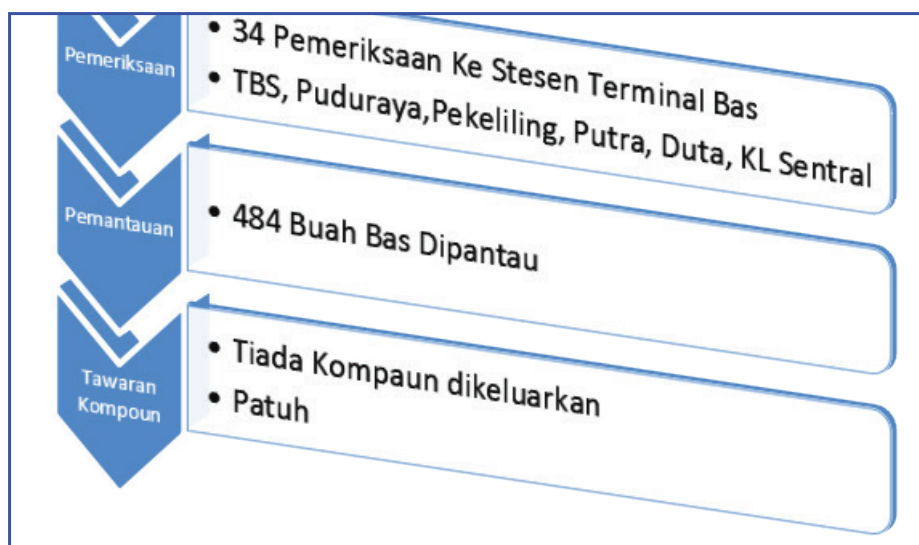 Pemeriksaan
• 34 Pemeriksaan Ke Stesen Terminal Bas
• TBS, Puduraya,Pekeliling, Putra, Duta, KL Sentral
Pemantauan
• 484 Buah Bas Dipantau
Tawaran
Kompoun
• Tiada Kompaun dikeluarkan
• Patuh